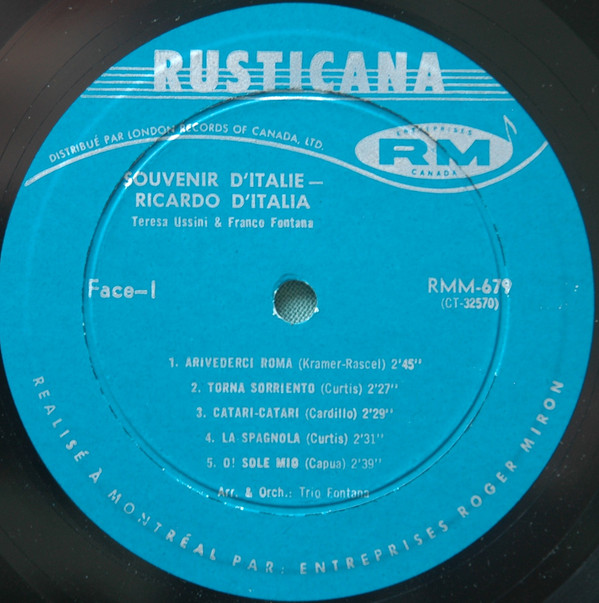 RUSTICANA
DISTRIBUÉ PAR LONDON RECORDS OF CANADA, LTD.
ENTREPRISES
RM
CANADA
SOUVENIR D'ITALIE—
RICARDO D'ITALIA
Teresa Ussini & Franco Fontana
Face-I
RMM-679
(CT-32570)
1. ARIVEDERCI ROMA (Kramer-Rascel) 2'45"
2. TORNA SORRIENTO (Curtis) 2'27"
3. CATARI-CATARI (Cardillo) 2'29"
4. LA SPAGNOLA (Curtis) 2'31"
5. O! SOLE MIO (Capua) 2'39"
Arr. & Orch.: Trio Fontana
REALISÉ À MONTRÉAL PAR: ENTREPRISES ROGER MIRON